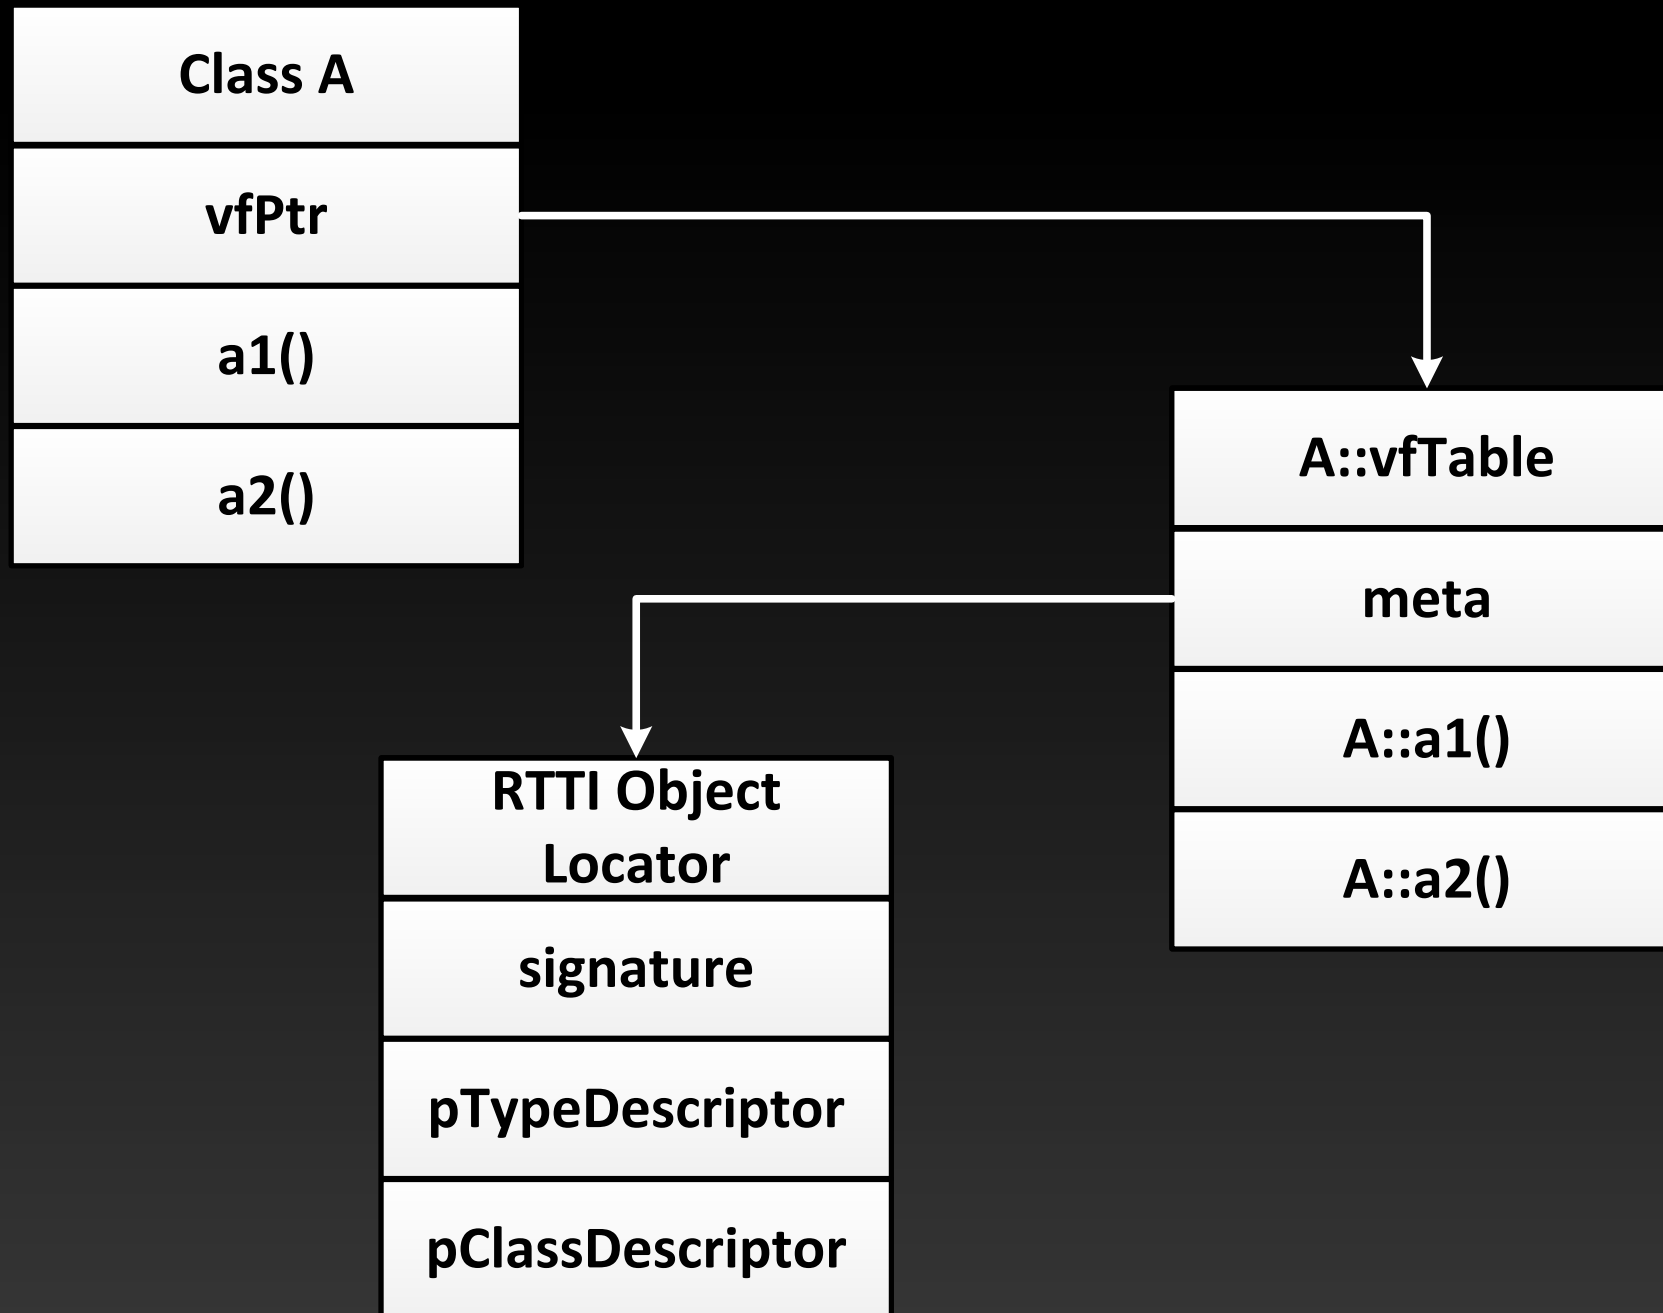 Class A
vfPtr
a1()
a2()
A::vfTable
meta
A::a1()
A::a2()
RTTI Object
Locator
signature
pTypeDescriptor
pClassDescriptor